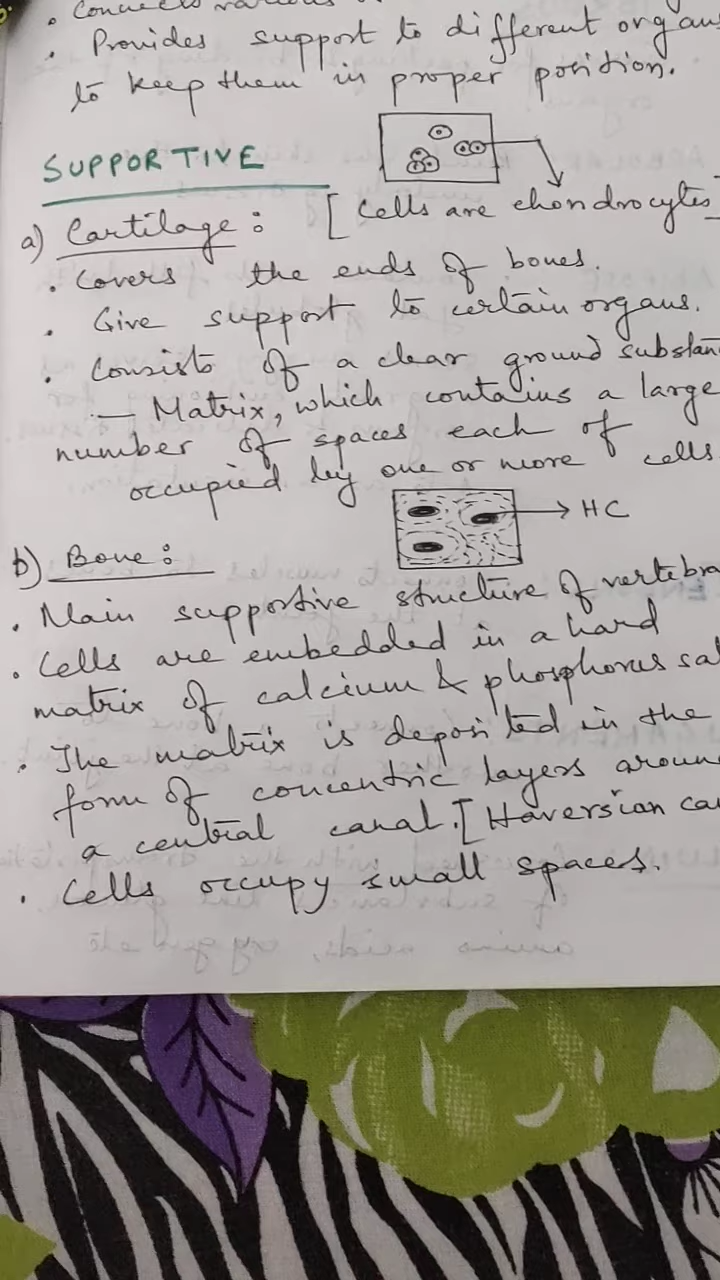 • Connects various
• Provides support to different organs
to keep them in proper position.
SUPPORTIVE
a) Cartilage : [ Cells are chondrocytes
• Covers the ends of bones.
• Give support to certain organs.
• Consists of a clear ground substan
— Matrix, which contains a large
number of spaces each of
occupied by one or more cells.
→ HC
b) Bone :
• Main supportive structure of vertebra
• Cells are embedded in a hard
matrix of calcium & phosphorus sal
• The matrix is deposited in the
form of concentric layers aroun
a central canal. [ Haversian ca
• Cells occupy small spaces.